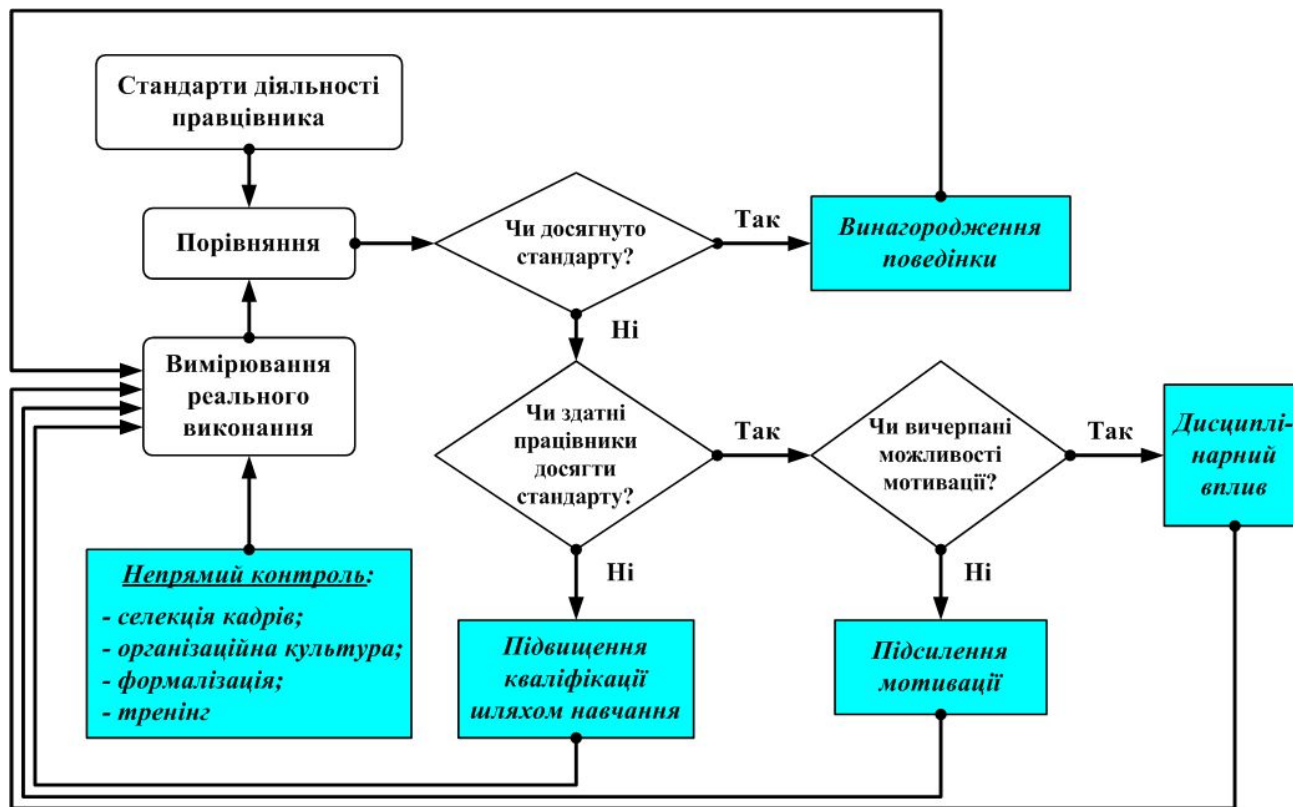 Стандарти діяльності
правцівника
Порівняння
Чи досягнуто
стандарту?
Так
Винагородження
поведінки
Ні
Вимірювання
реального
виконання
Чи здатні
працівники
досягти
стандарту?
Так
Чи вичерпані
можливості
мотивації?
Так
Дисциплі-
нарний
вплив
Непрямий контроль:
- селекція кадрів;
- організаційна культура;
- формалізація;
- тренінг
Ні
Підвищення
кваліфікації
шляхом навчання
Ні
Підсилення
мотивації